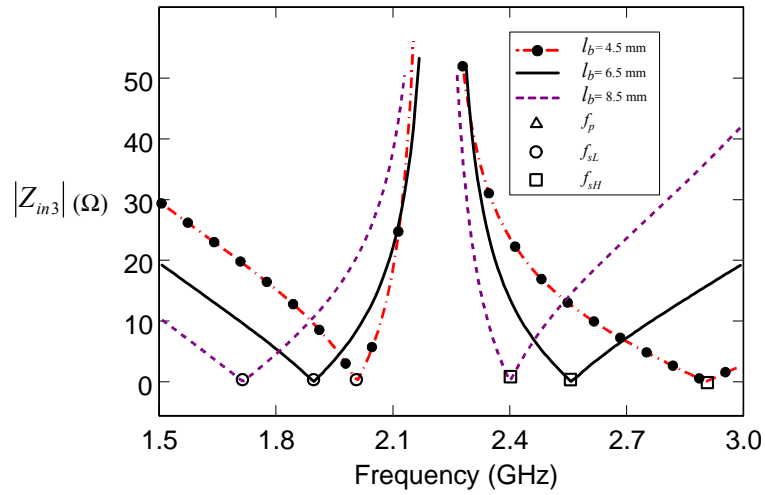 l_b = 4.5 mm
l_b = 6.5 mm
l_b = 8.5 mm
f_p
f_sL
f_sH
50
40
30
20
10
0
|Z_in3| (Ω)
1.5 1.8 2.1 2.4 2.7 3.0
Frequency (GHz)